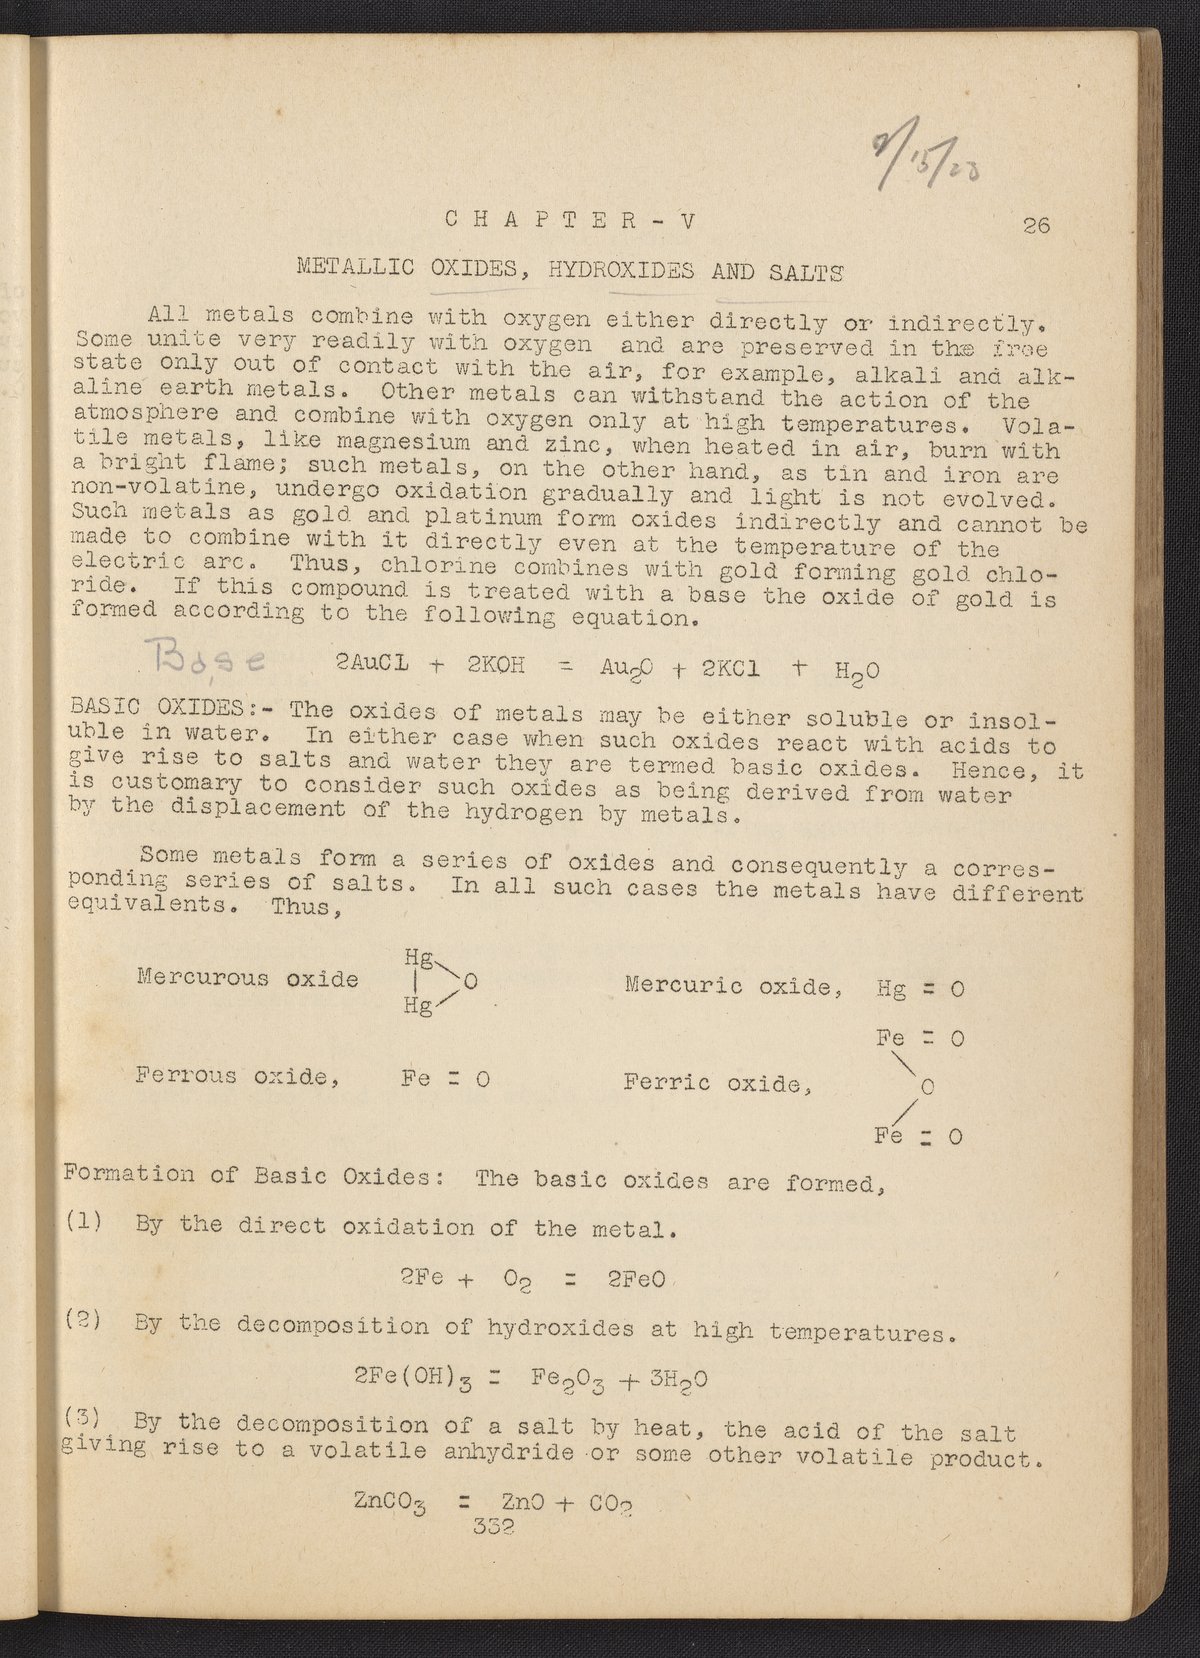 C H A P T E R - V
26
METALLIC OXIDES, HYDROXIDES AND SALTS
All metals combine with oxygen either directly or indirectly.
Some unite very readily with oxygen and are preserved in the free
state only out of contact with the air, for example, alkali and alk-
aline earth metals. Other metals can withstand the action of the
atmosphere and combine with oxygen only at high temperatures. Vola-
tile metals, like magnesium and zinc, when heated in air, burn with
a bright flame; such metals, on the other hand, as tin and iron are
non-volatine, undergo oxidation gradually and light is not evolved.
Such metals as gold and platinum form oxides indirectly and cannot be
made to combine with it directly even at the temperature of the
electric arc. Thus, chlorine combines with gold forming gold chlo-
ride. If this compound is treated with a base the oxide of gold is
formed according to the following equation.
Base 2AuCL + 2KOH = Au2O + 2KCl + H2O
BASIC OXIDES:- The oxides of metals may be either soluble or insol-
uble in water. In either case when such oxides react with acids to
give rise to salts and water they are termed basic oxides. Hence, it
is customary to consider such oxides as being derived from water
by the displacement of the hydrogen by metals.
Some metals form a series of oxides and consequently a corres-
ponding series of salts. In all such cases the metals have different
equivalents. Thus,
Hg
Mercurous oxide | O Mercuric oxide, Hg = O
Hg
Fe = O
Ferrous oxide, Fe = O Ferric oxide, O
Fe = O
Formation of Basic Oxides: The basic oxides are formed,
(1) By the direct oxidation of the metal.
2Fe + O2 = 2FeO
(2) By the decomposition of hydroxides at high temperatures.
2Fe(OH)3 = Fe2O3 + 3H2O
(3) By the decomposition of a salt by heat, the acid of the salt
giving rise to a volatile anhydride or some other volatile product.
ZnCO3 = ZnO + CO2
332